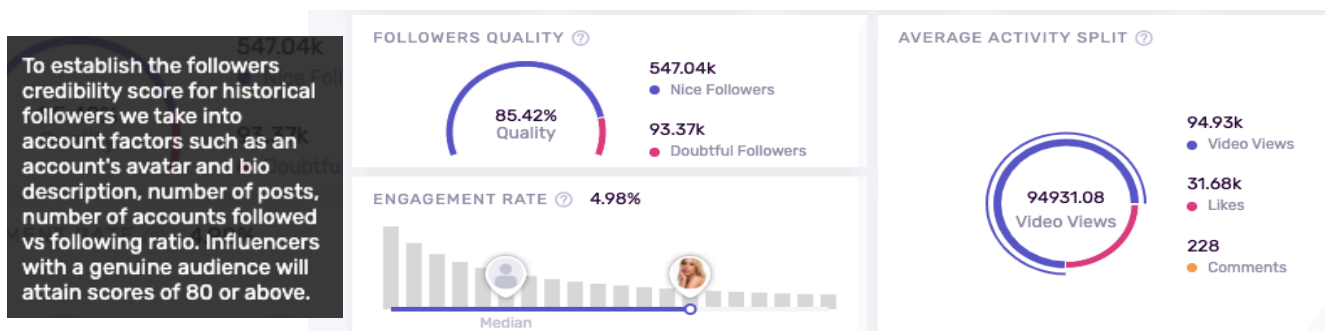 To establish the followers
credibility score for historical
followers we take into
account factors such as an
account's avatar and bio
description, number of posts,
number of accounts followed
vs following ratio. Influencers
with a genuine audience will
attain scores of 80 or above.
547.04k
FOLLOWERS QUALITY ?
85.42%
Quality
547.04k
Nice Followers
93.37k
Doubtful Followers
ENGAGEMENT RATE ? 4.98%
Median
AVERAGE ACTIVITY SPLIT ?
94931.08
Video Views
94.93k
Video Views
31.68k
Likes
228
Comments